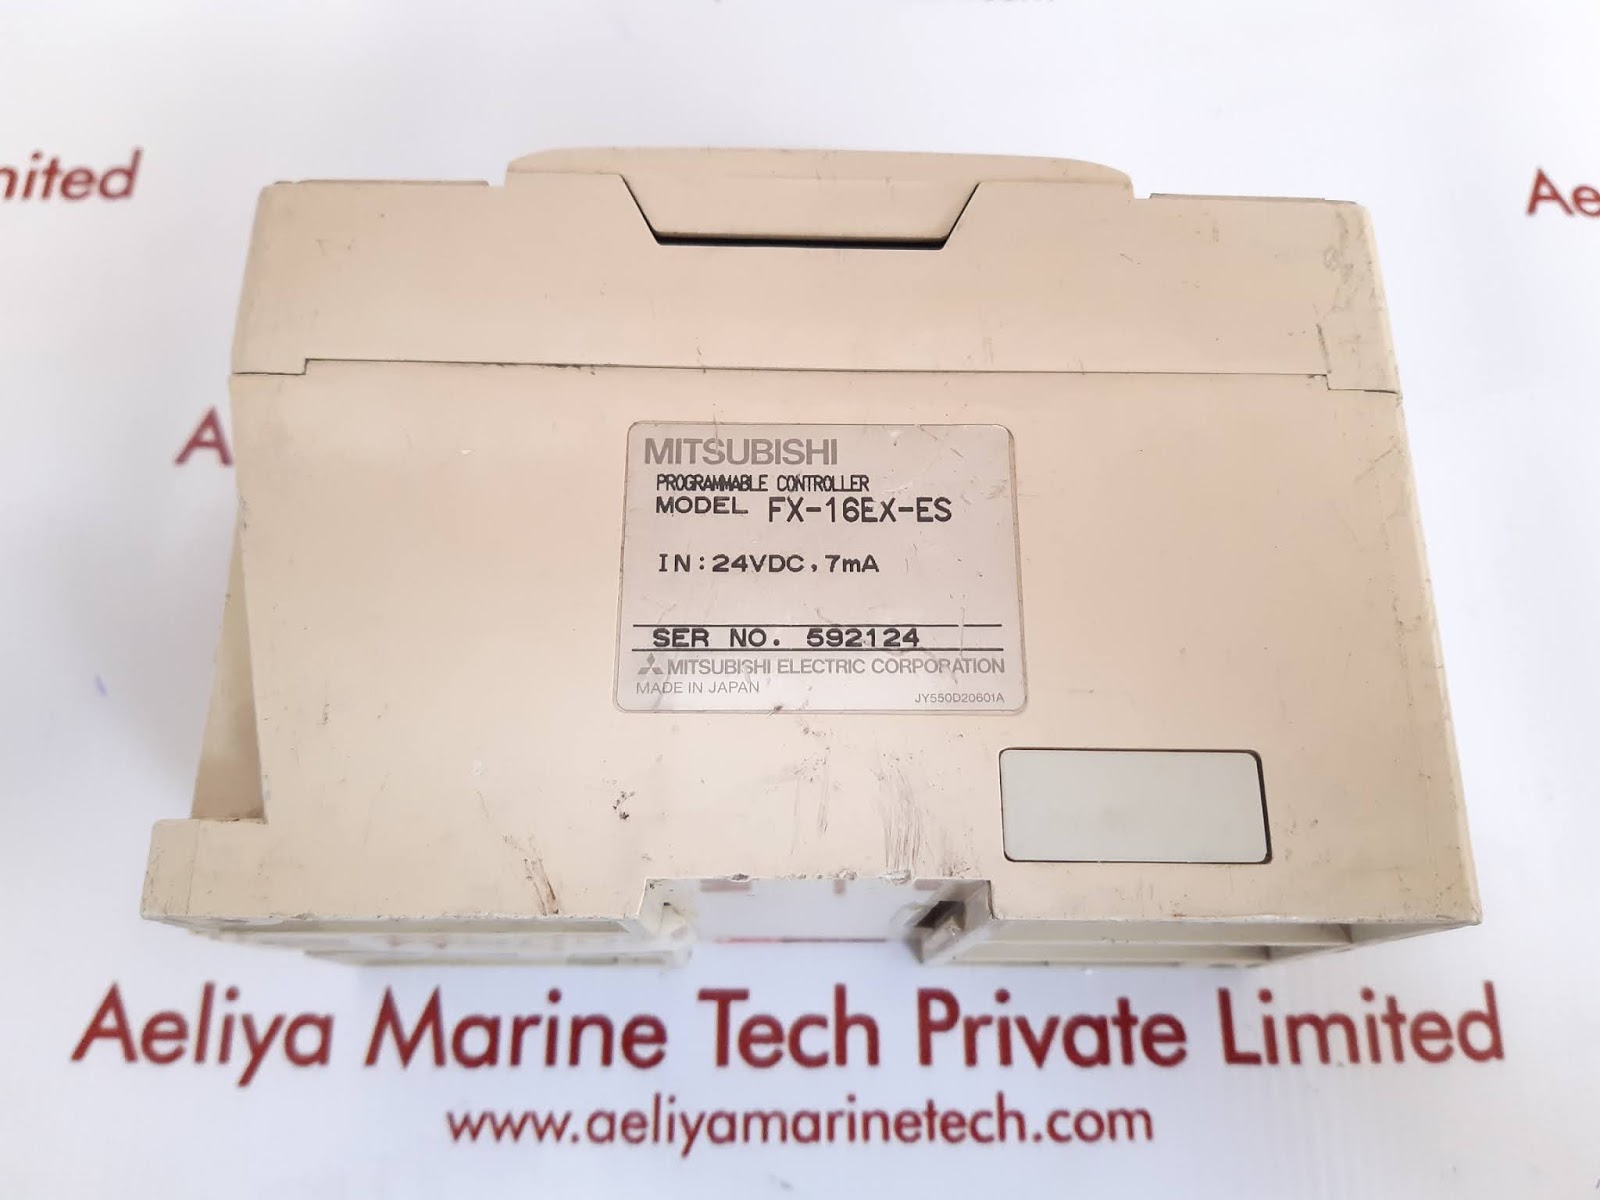 mited
Ae
A
MITSUBISHI
PROGRAMMABLE CONTROLLER
MODEL FX-16EX-ES
IN:24VDC,7mA
SER NO. 592124
MITSUBISHI ELECTRIC CORPORATION
MADE IN JAPAN JY550D20601A
Aeliya Marine Tech Private Limited
www.aeliyamarinetech.com